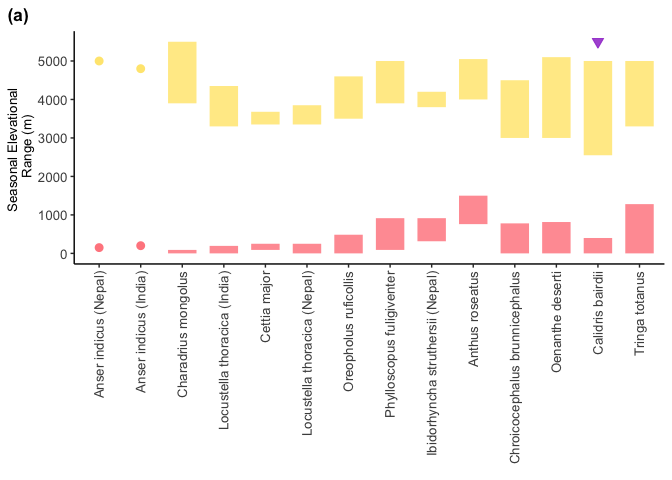 (a)
Seasonal Elevational
Range (m)
5000
4000
3000
2000
1000
0
Anser indicus (Nepal)
Anser indicus (India)
Charadrius mongolus
Locustella thoracica (India)
Cettia major
Locustella thoracica (Nepal)
Oreopholus ruficollis
Phylloscopus fuligiventer
Ibidorhyncha struthersii (Nepal)
Anthus roseatus
Chroicocephalus brunnicephalus
Oenanthe deserti
Calidris bairdii
Tringa totanus